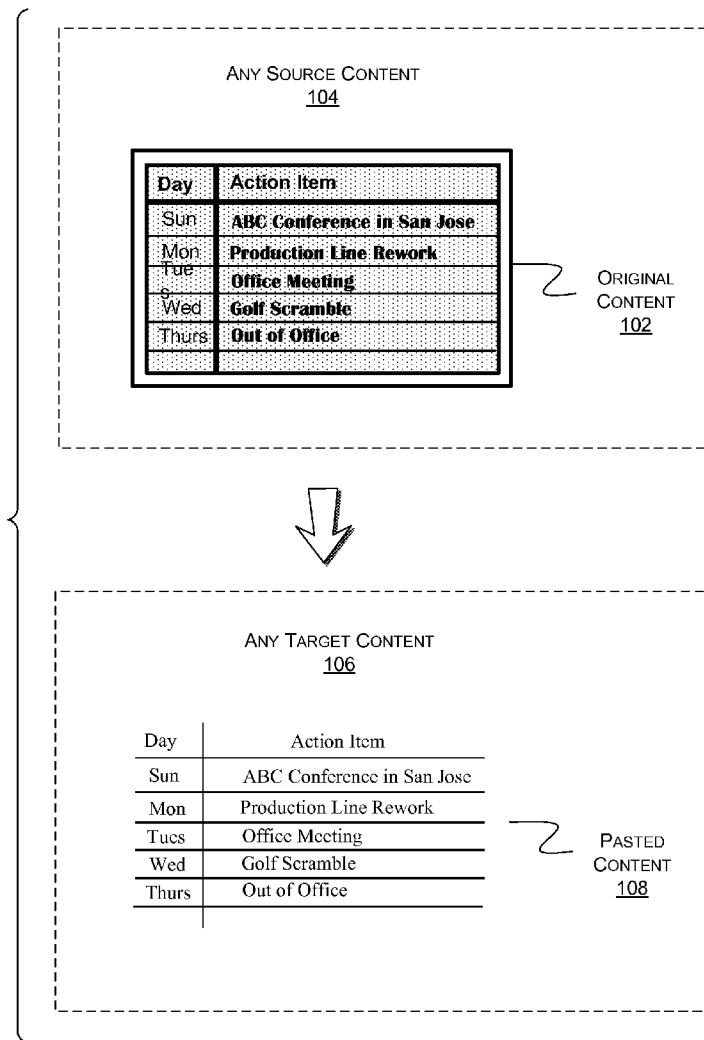 ANY SOURCE CONTENT
104
Day Action Item
Sun ABC Conference in San Jose
Mon Production Line Rework
Tues Office Meeting
Wed Golf Scramble
Thurs Out of Office
ORIGINAL
CONTENT
102
ANY TARGET CONTENT
106
Day Action Item
Sun ABC Conference in San Jose
Mon Production Line Rework
Tues Office Meeting
Wed Golf Scramble
Thurs Out of Office
PASTED
CONTENT
108